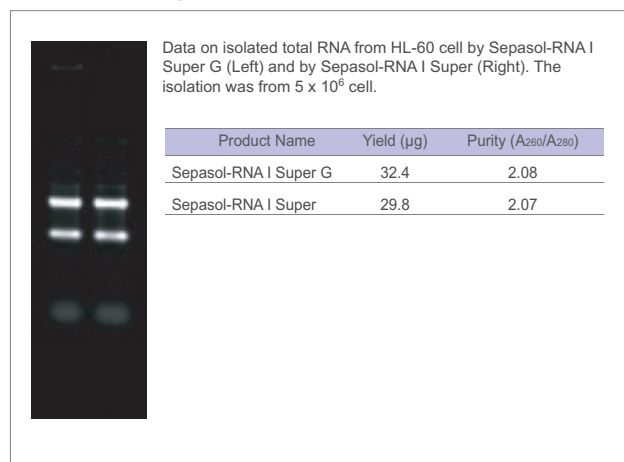 Data on isolated total RNA from HL-60 cell by Sepasol-RNA I
Super G (Left) and by Sepasol-RNA I Super (Right). The
isolation was from 5 x 10⁶ cell.
Product Name Yield (μg) Purity (A260/A280)
Sepasol-RNA I Super G 32.4 2.08
Sepasol-RNA I Super 29.8 2.07